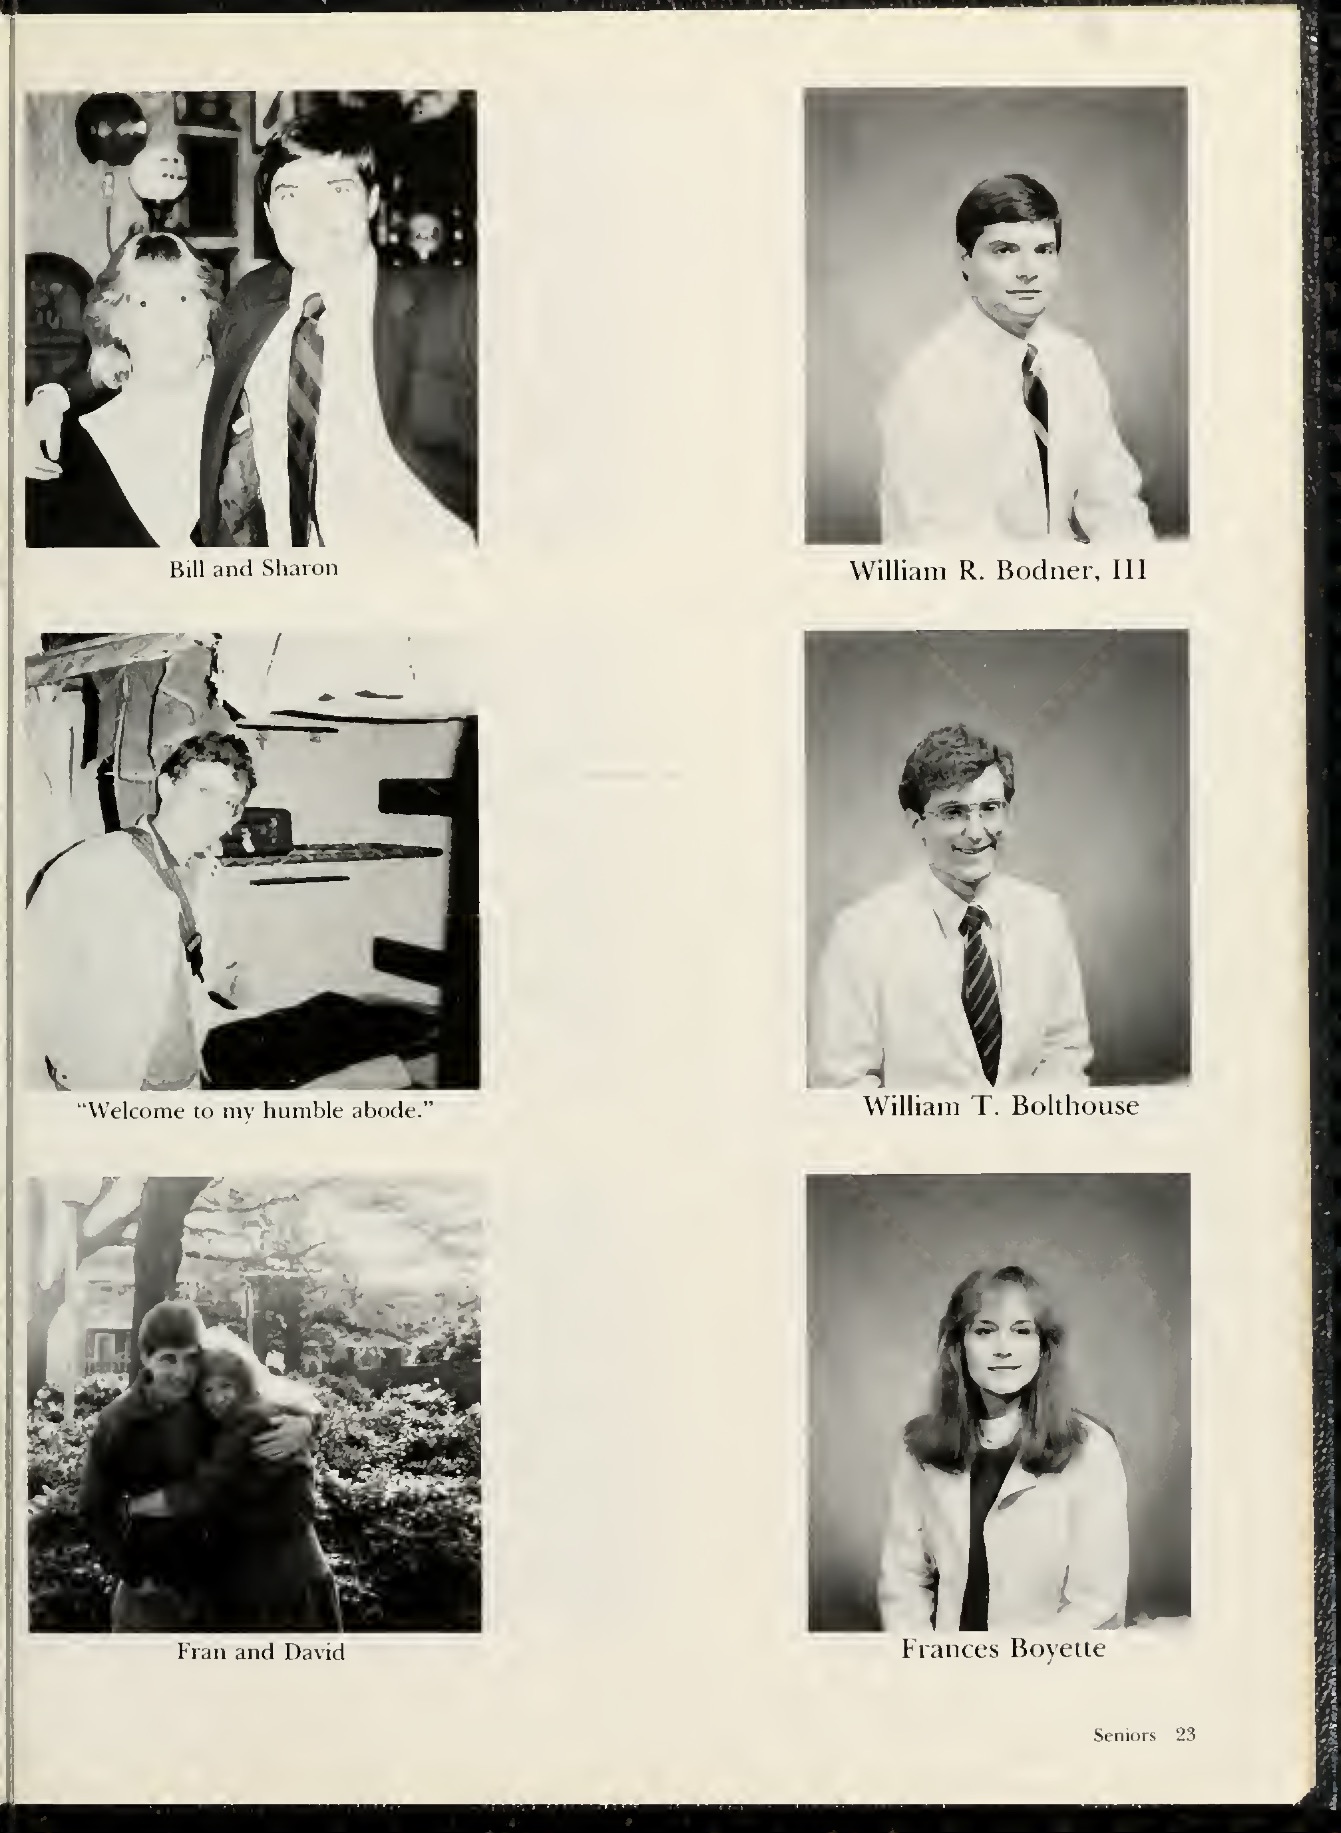 Bill and Sharon
William R. Bodner, III
"Welcome to my humble abode."
William T. Bolthouse
Fran and David
Frances Boyette
Seniors 23